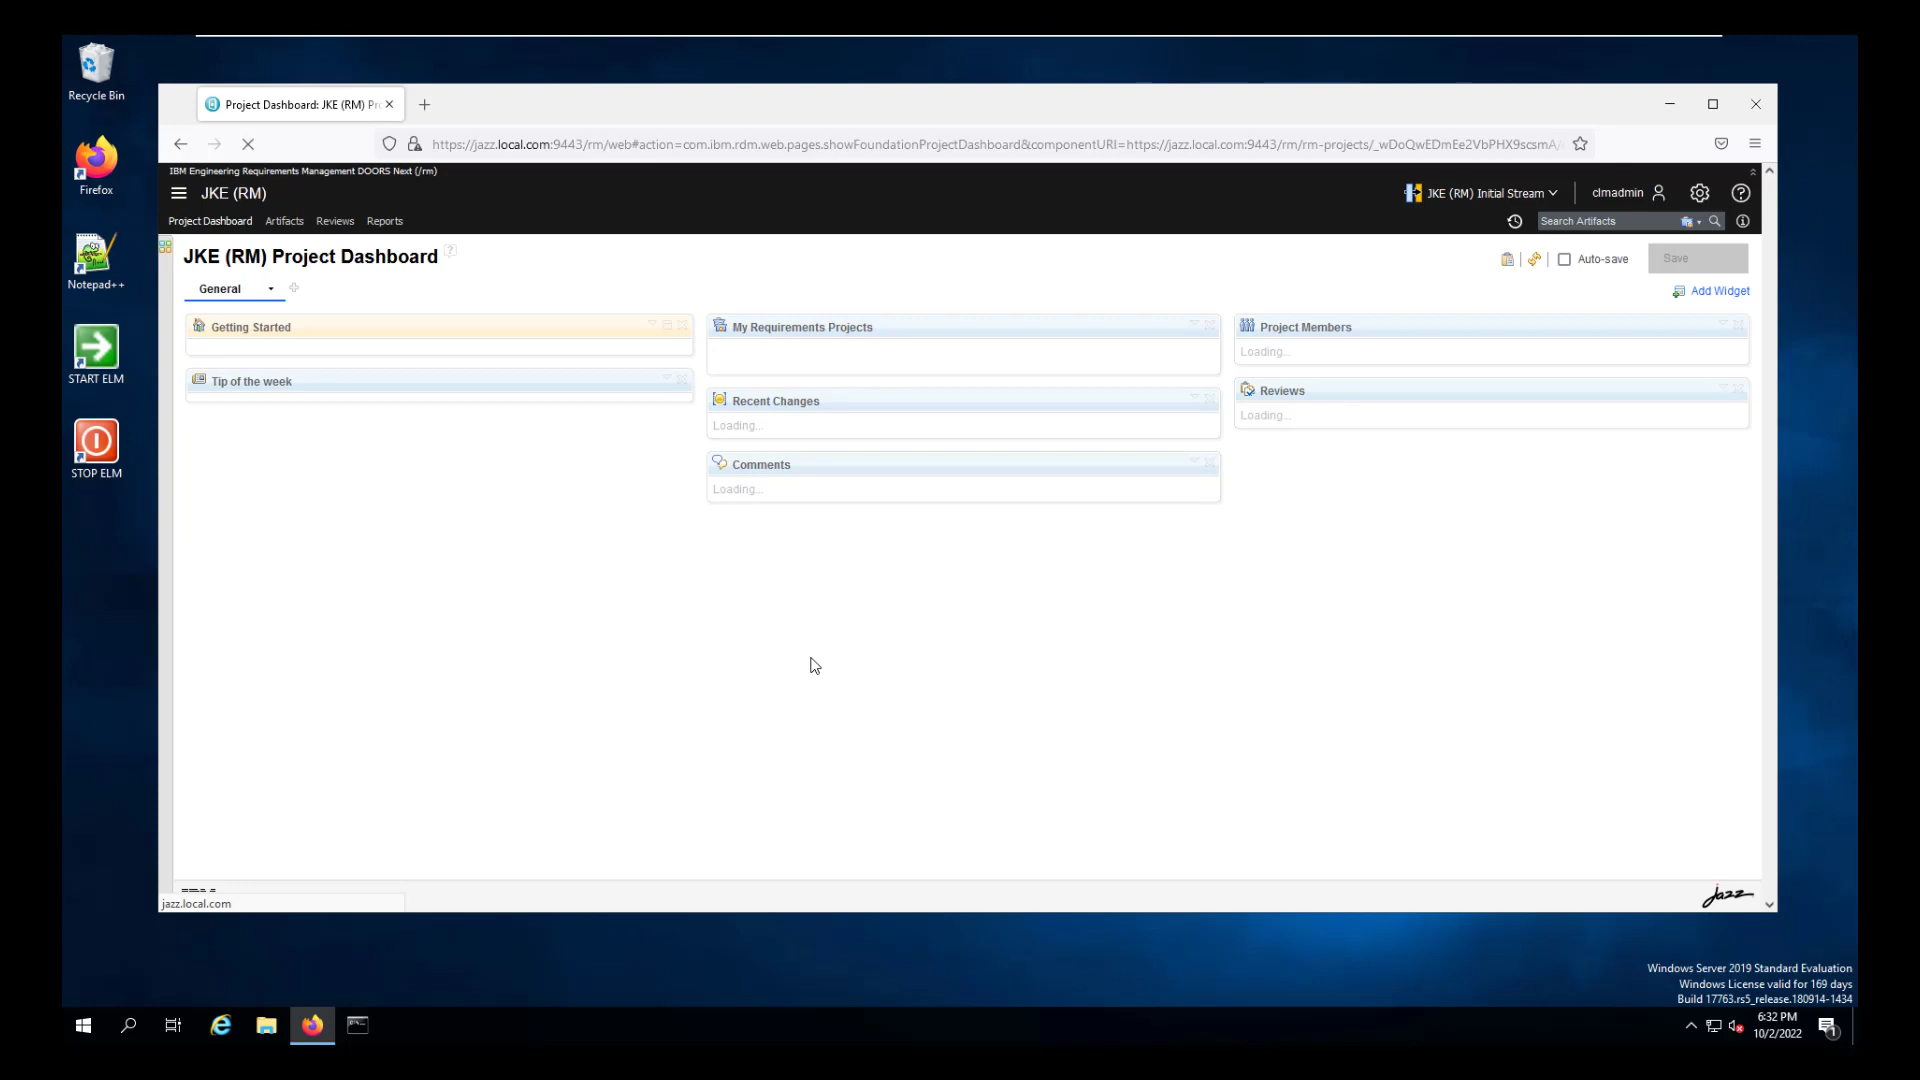 Recycle Bin
Firefox
Notepad++
START ELM
STOP ELM
Project Dashboard: JKE (RM) Pr
https://jazz.local.com:9443/rm/web#action=com.ibm.rdm.web.pages.showFoundationProjectDashboard&componentURI=https://jazz.local.com:9443/rm/rm-projects/_wDoQwEDmEe2VbPHX9scsmA/
IBM Engineering Requirements Management DOORS Next (/rm)
JKE (RM)
JKE (RM) Initial Stream
clmadmin
Project Dashboard
Artifacts
Reviews
Reports
Search Artifacts
JKE (RM) Project Dashboard
Auto-save
Save
General
Add Widget
Getting Started
Tip of the week
My Requirements Projects
Recent Changes
Loading...
Comments
Loading...
Project Members
Loading...
Reviews
Loading...
jazz.local.com
jazz
Windows Server 2019 Standard Evaluation
Windows License valid for 169 days
Build 17763.rs5_release.180914-1434
6:32 PM
10/2/2022
1